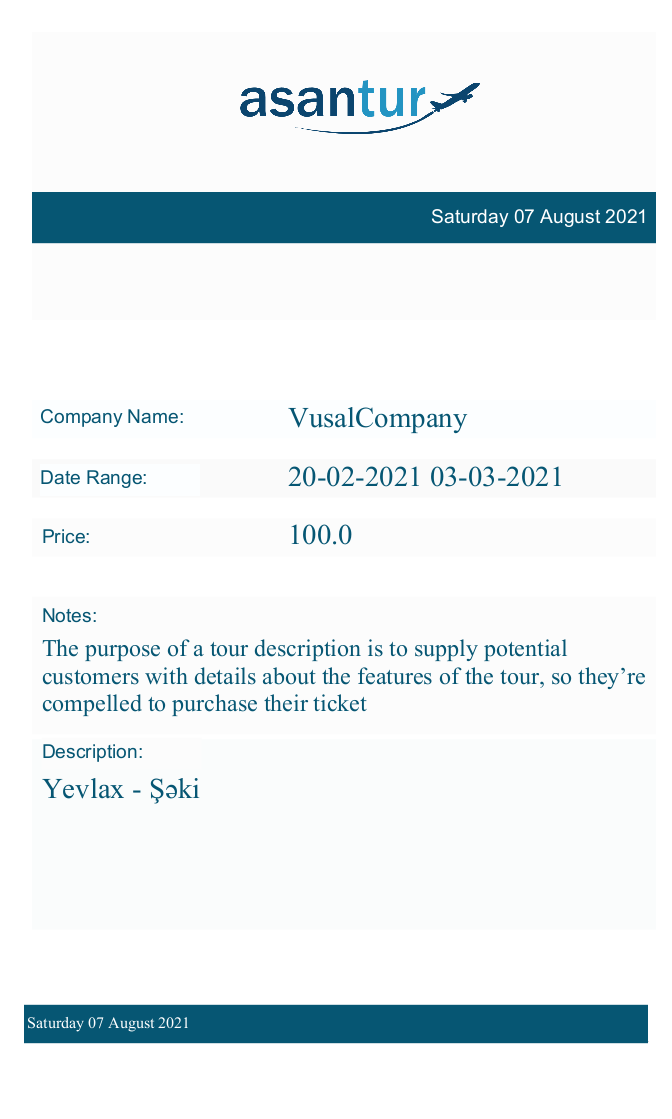 asantur
Saturday 07 August 2021
Company Name: VusalCompany
Date Range: 20-02-2021 03-03-2021
Price: 100.0
Notes:
The purpose of a tour description is to supply potential
customers with details about the features of the tour, so they’re
compelled to purchase their ticket
Description:
Yevlax - Şəki
Saturday 07 August 2021